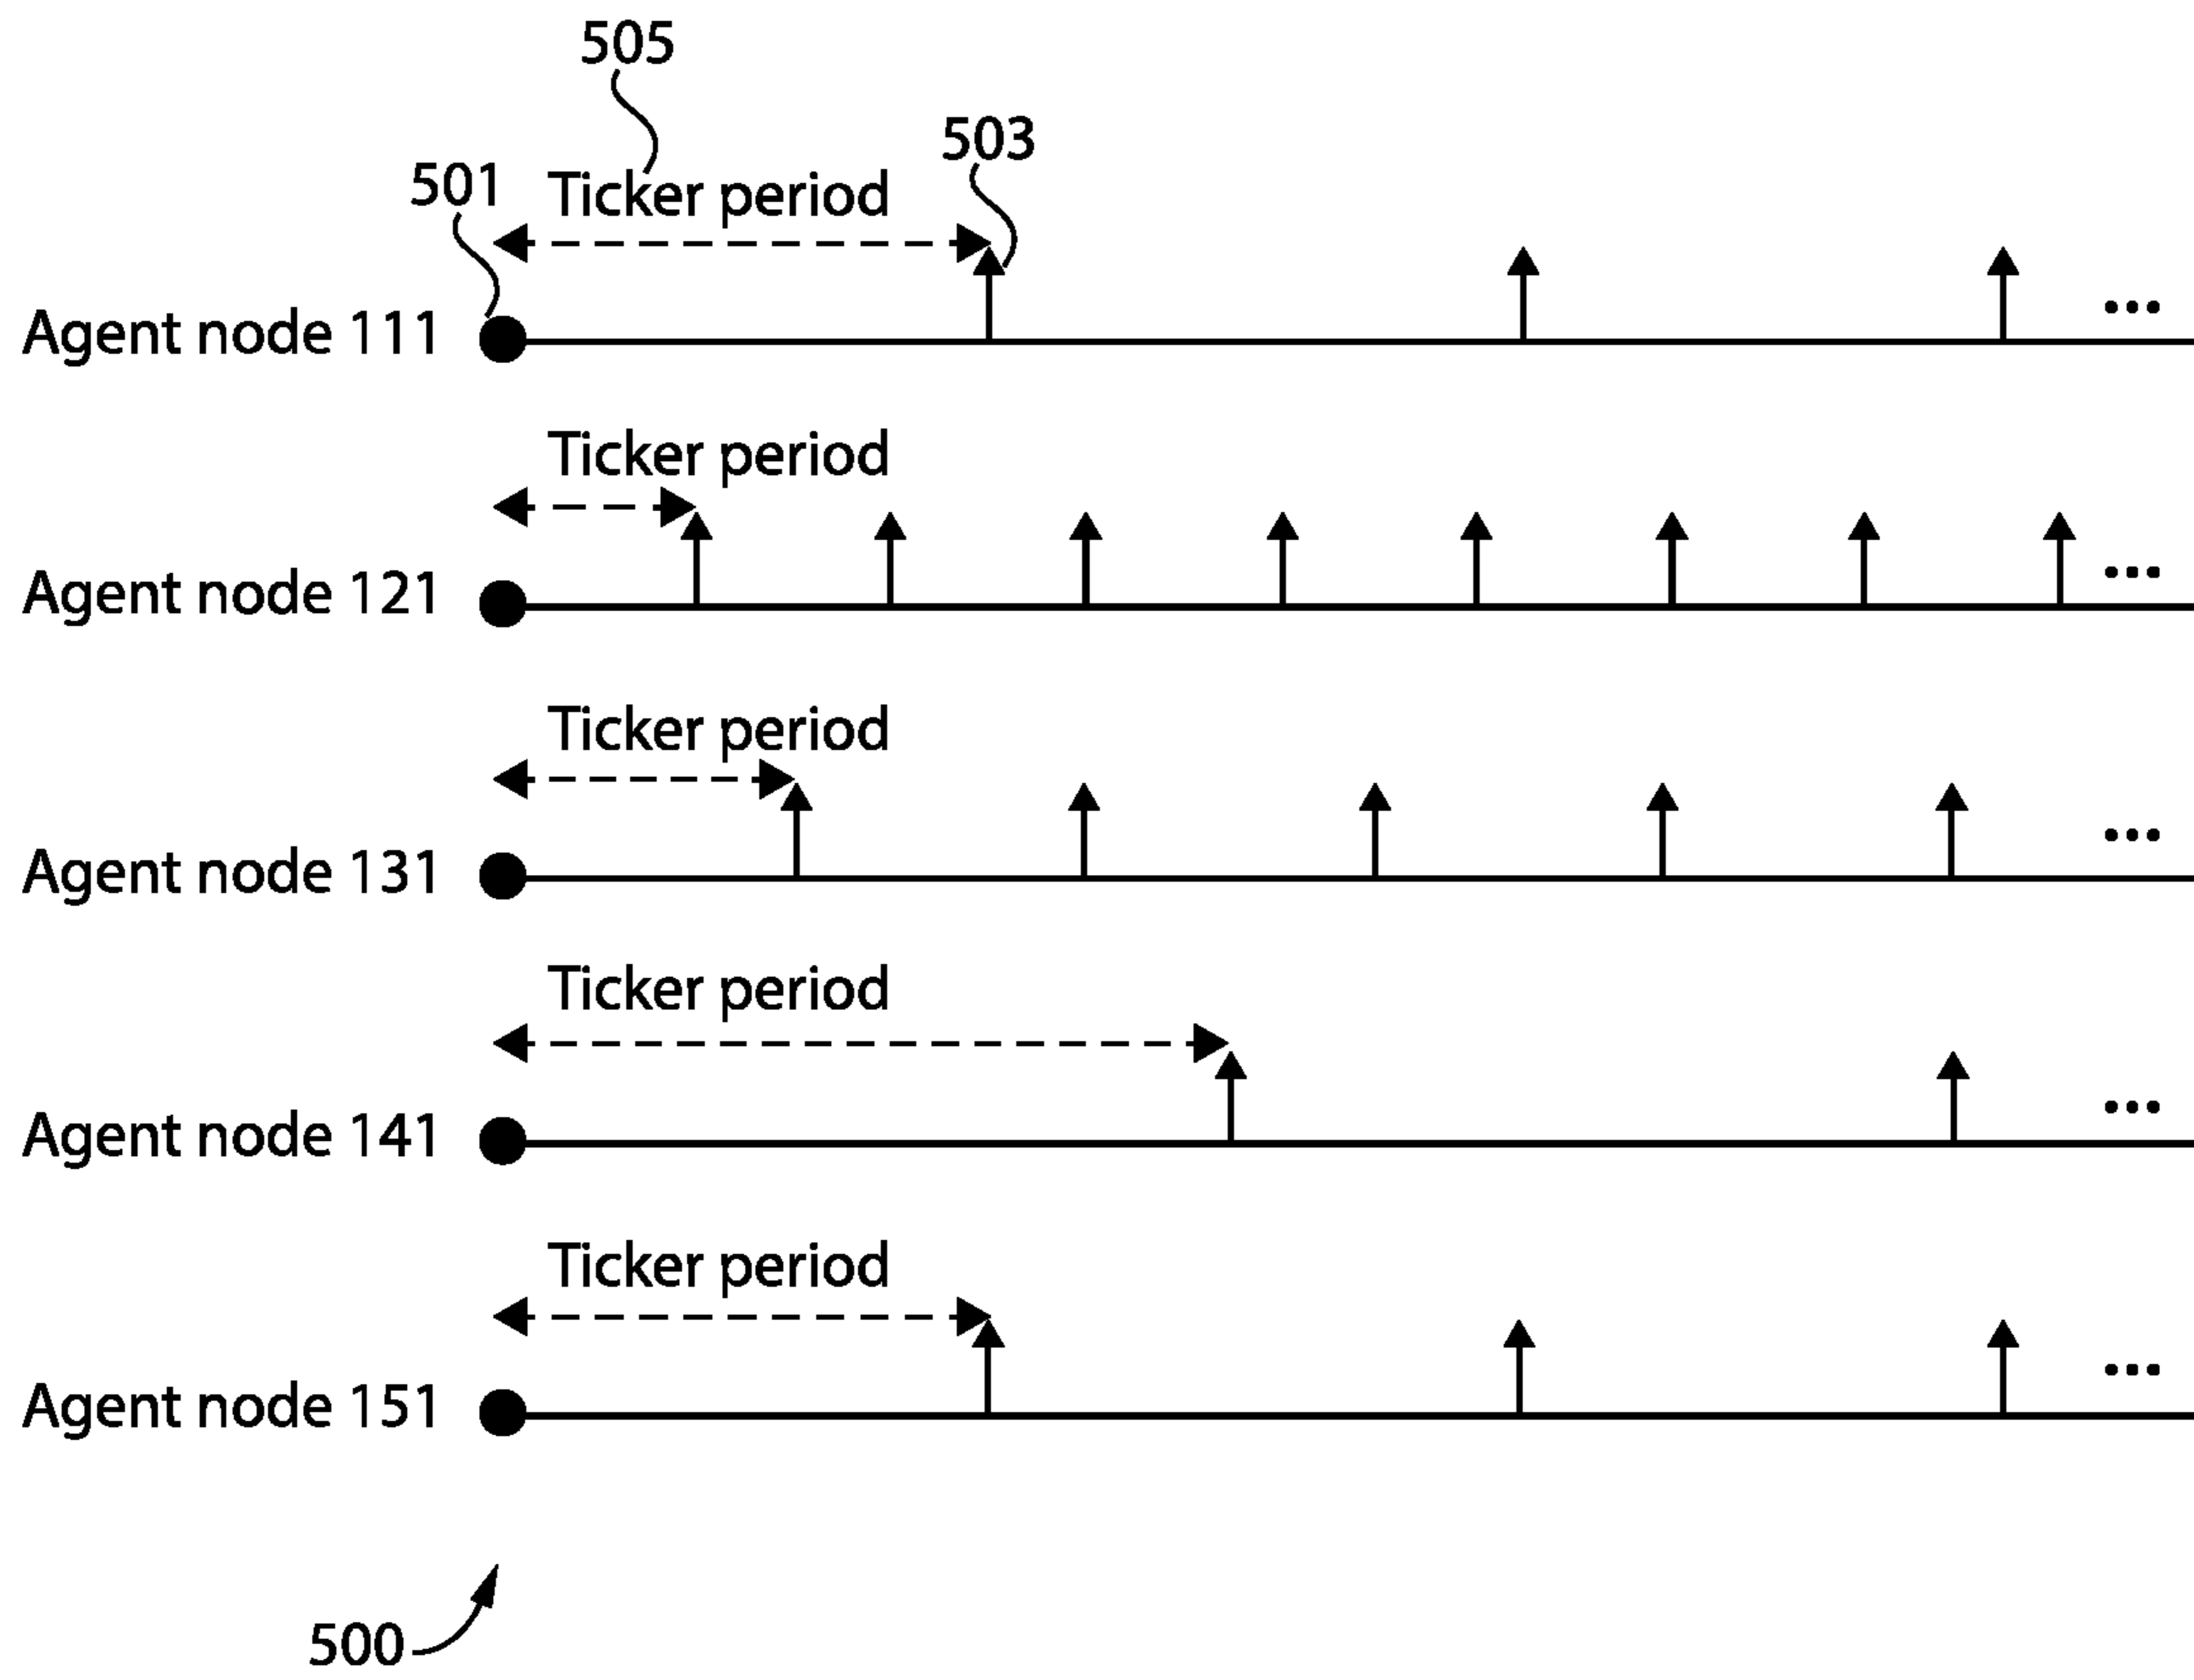 505
503
501
Ticker period
Agent node 111
...
Ticker period
Agent node 121
...
Ticker period
Agent node 131
...
Ticker period
Agent node 141
...
Ticker period
Agent node 151
...
500